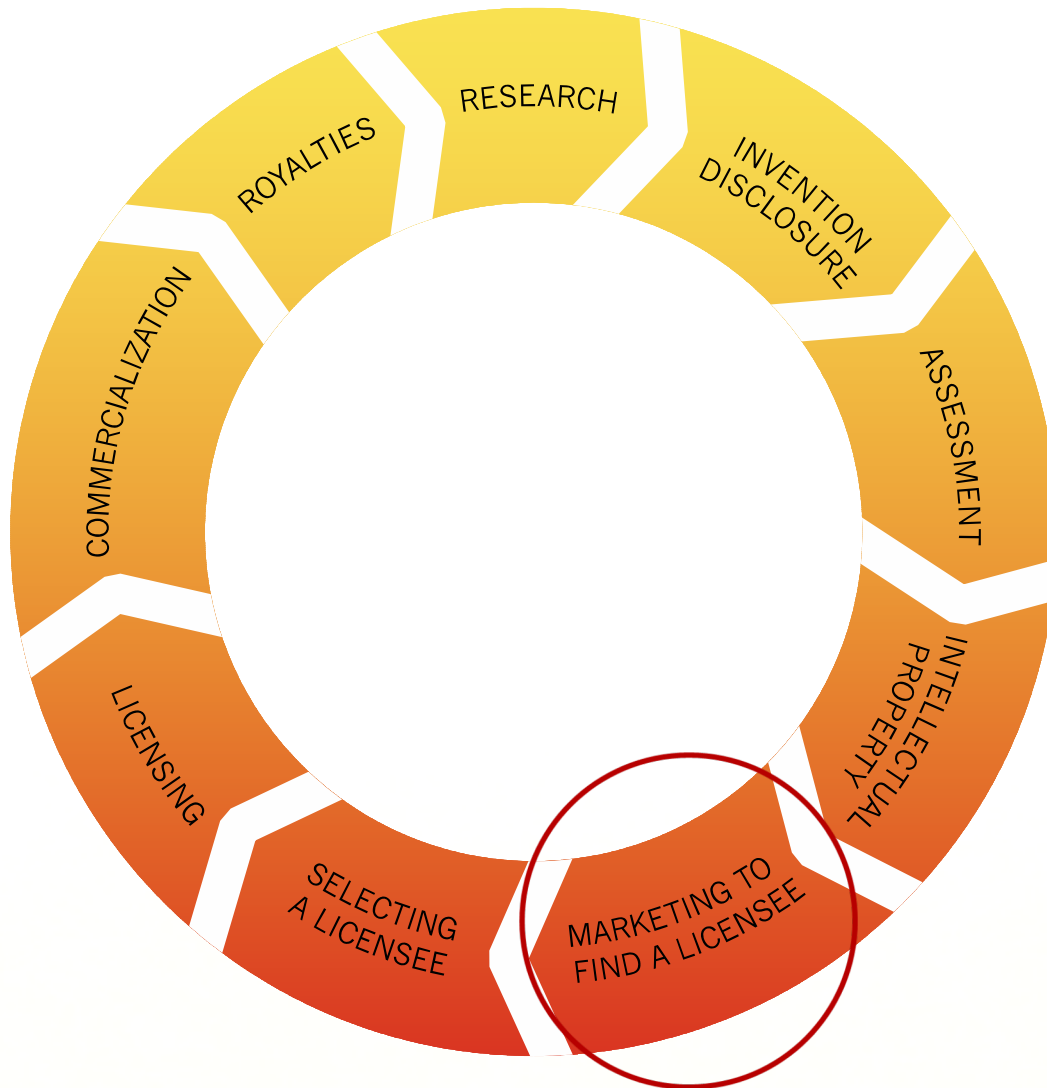 RESEARCH
INVENTION
DISCLOSURE
ASSESSMENT
INTELLECTUAL
PROPERTY
MARKETING TO
FIND A LICENSEE
SELECTING
A LICENSEE
LICENSING
COMMERCIALIZATION
ROYALTIES